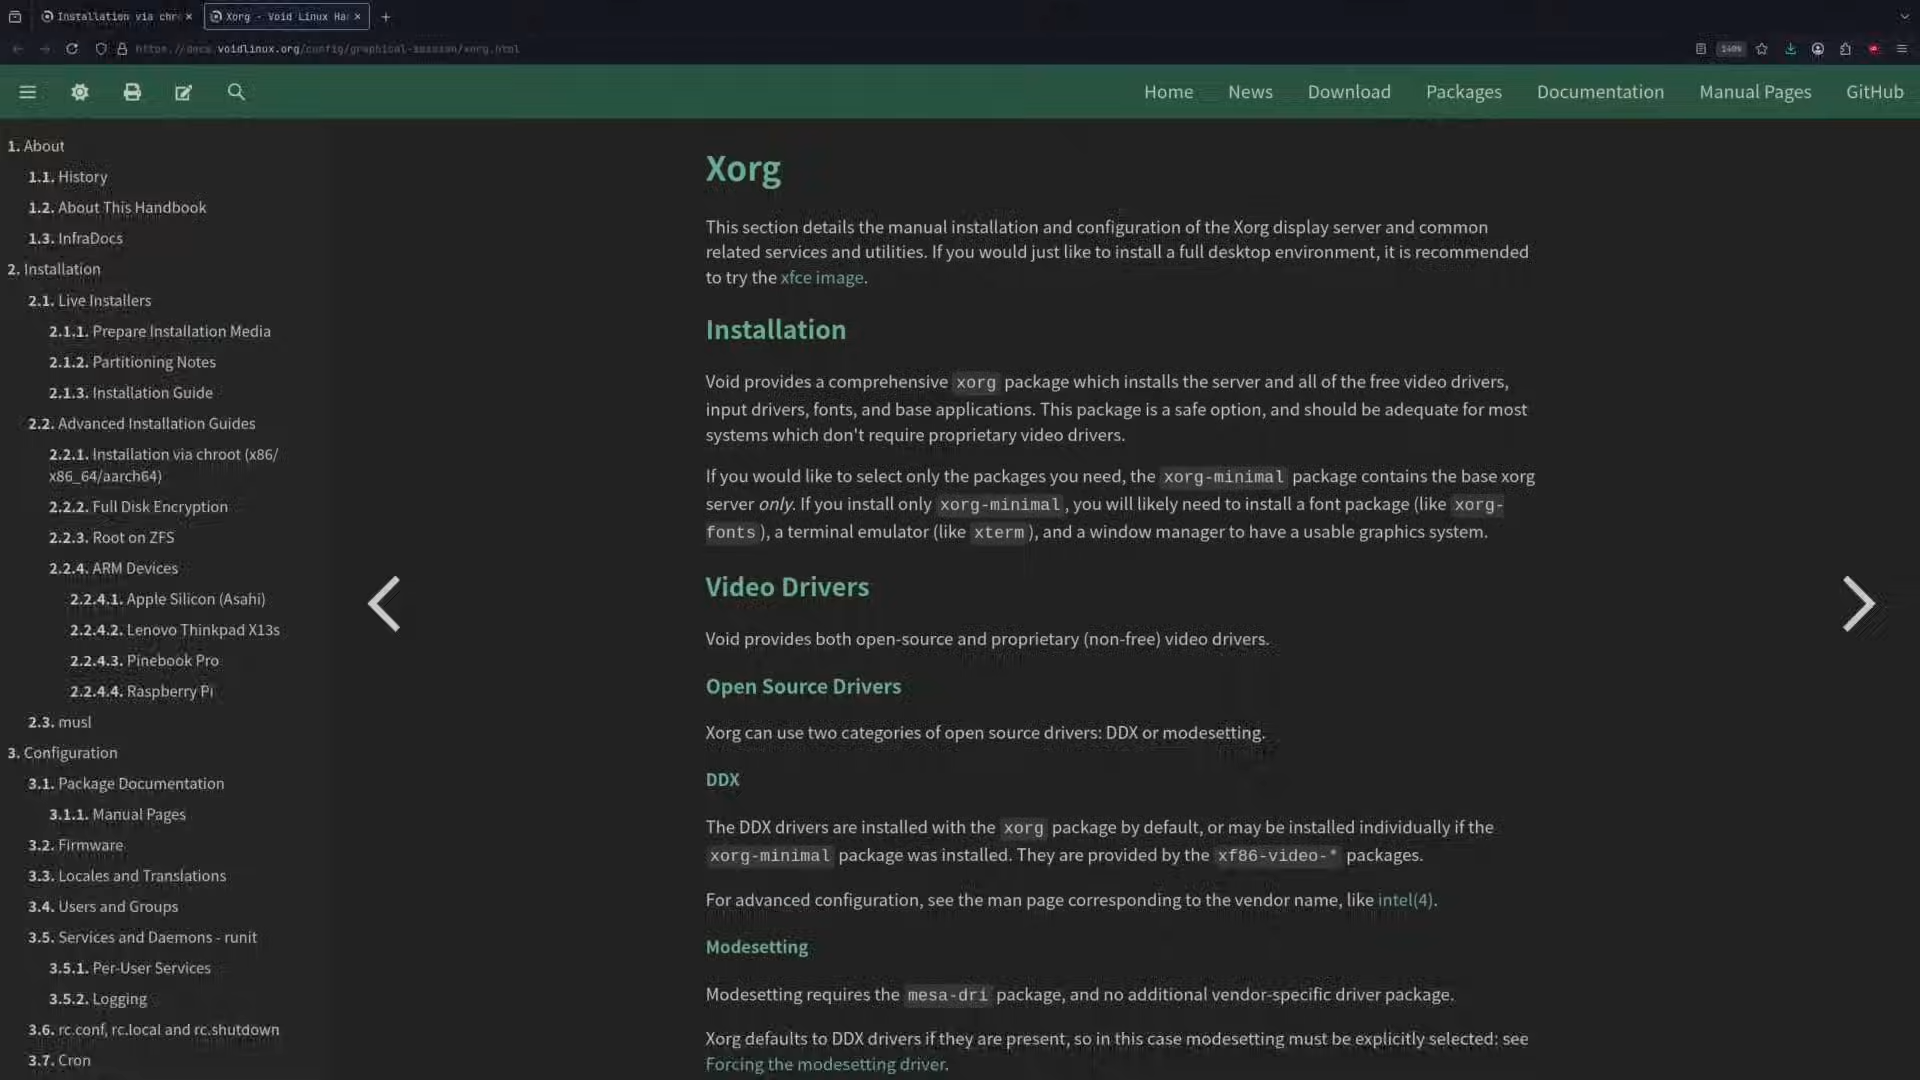 Installation via chr
Xorg - Void Linux Ha
https://docs.voidlinux.org/config/graphical-session/xorg.html
140%
Home
News
Download
Packages
Documentation
Manual Pages
GitHub
1. About
1.1. History
1.2. About This Handbook
1.3. InfraDocs
2. Installation
2.1. Live Installers
2.1.1. Prepare Installation Media
2.1.2. Partitioning Notes
2.1.3. Installation Guide
2.2. Advanced Installation Guides
2.2.1. Installation via chroot (x86/
x86_64/aarch64)
2.2.2. Full Disk Encryption
2.2.3. Root on ZFS
2.2.4. ARM Devices
2.2.4.1. Apple Silicon (Asahi)
2.2.4.2. Lenovo Thinkpad X13s
2.2.4.3. Pinebook Pro
2.2.4.4. Raspberry Pi
2.3. musl
3. Configuration
3.1. Package Documentation
3.1.1. Manual Pages
3.2. Firmware
3.3. Locales and Translations
3.4. Users and Groups
3.5. Services and Daemons - runit
3.5.1. Per-User Services
3.5.2. Logging
3.6. rc.conf, rc.local and rc.shutdown
3.7. Cron
Xorg
This section details the manual installation and configuration of the Xorg display server and common
related services and utilities. If you would just like to install a full desktop environment, it is recommended
to try the xfce image.
Installation
Void provides a comprehensive xorg package which installs the server and all of the free video drivers,
input drivers, fonts, and base applications. This package is a safe option, and should be adequate for most
systems which don't require proprietary video drivers.
If you would like to select only the packages you need, the xorg-minimal package contains the base xorg
server only. If you install only xorg-minimal, you will likely need to install a font package (like xorg-
fonts), a terminal emulator (like xterm), and a window manager to have a usable graphics system.
Video Drivers
Void provides both open-source and proprietary (non-free) video drivers.
Open Source Drivers
Xorg can use two categories of open source drivers: DDX or modesetting.
DDX
The DDX drivers are installed with the xorg package by default, or may be installed individually if the
xorg-minimal package was installed. They are provided by the xf86-video-* packages.
For advanced configuration, see the man page corresponding to the vendor name, like intel(4).
Modesetting
Modesetting requires the mesa-dri package, and no additional vendor-specific driver package.
Xorg defaults to DDX drivers if they are present, so in this case modesetting must be explicitly selected: see
Forcing the modesetting driver.